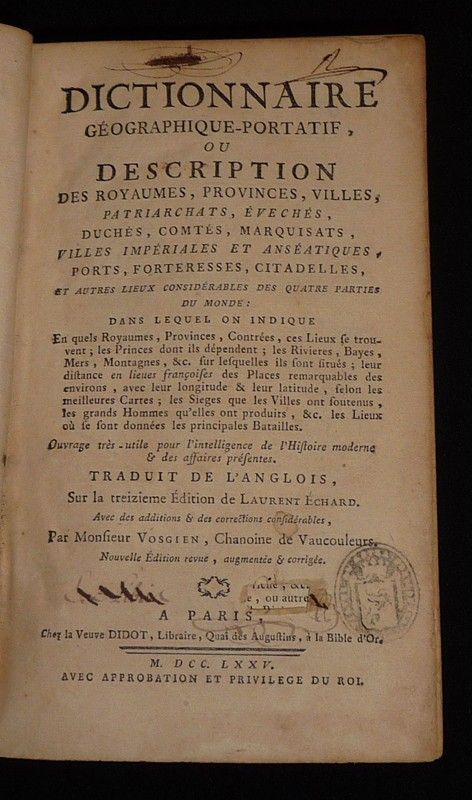 DICTIONNAIRE
GÉOGRAPHIQUE-PORTATIF,
OU
DESCRIPTION
DES ROYAUMES, PROVINCES, VILLES,
PATRIARCHATS, ÉVECHÉS,
DUCHÉS, COMTÉS, MARQUISATS,
VILLES IMPÉRIALES ET ANSÉATIQUES,
PORTS, FORTERESSES, CITADELLES,
ET AUTRES LIEUX CONSIDÉRABLES DES QUATRE PARTIES
DU MONDE:
DANS LEQUEL ON INDIQUE
En quels Royaumes, Provinces, Contrées, ces Lieux ſe trou-
vent; les Princes dont ils dépendent; les Rivieres, Bayes,
Mers, Montagnes, &c. ſur leſquelles ils ſont ſitués; leur
diſtance en lieues françoiſes des Places remarquables des
environs, avec leur longitude & leur latitude, ſelon les
meilleures Cartes; les Sieges que les Villes ont ſoutenus,
les grands Hommes qu'elles ont produits, &c. les Lieux
où ſe ſont données les principales Batailles.
Ouvrage très-utile pour l'intelligence de l'Hiſtoire moderne
& des affaires préſentes.
TRADUIT DE L'ANGLOIS,
Sur la treizieme Édition de LAURENT ÉCHARD.
Avec des additions & des corrections conſidérables,
Par Monſieur VOSGIEN, Chanoine de Vaucouleurs.
Nouvelle Édition revue, augmentée & corrigée.
&c.
, ou autre
A PARIS,
Chez la Veuve DIDOT, Libraire, Quai des Auguſtins, à la Bible d'Or.
M. DCC. LXXV.
AVEC APPROBATION ET PRIVILEGE DU ROI.